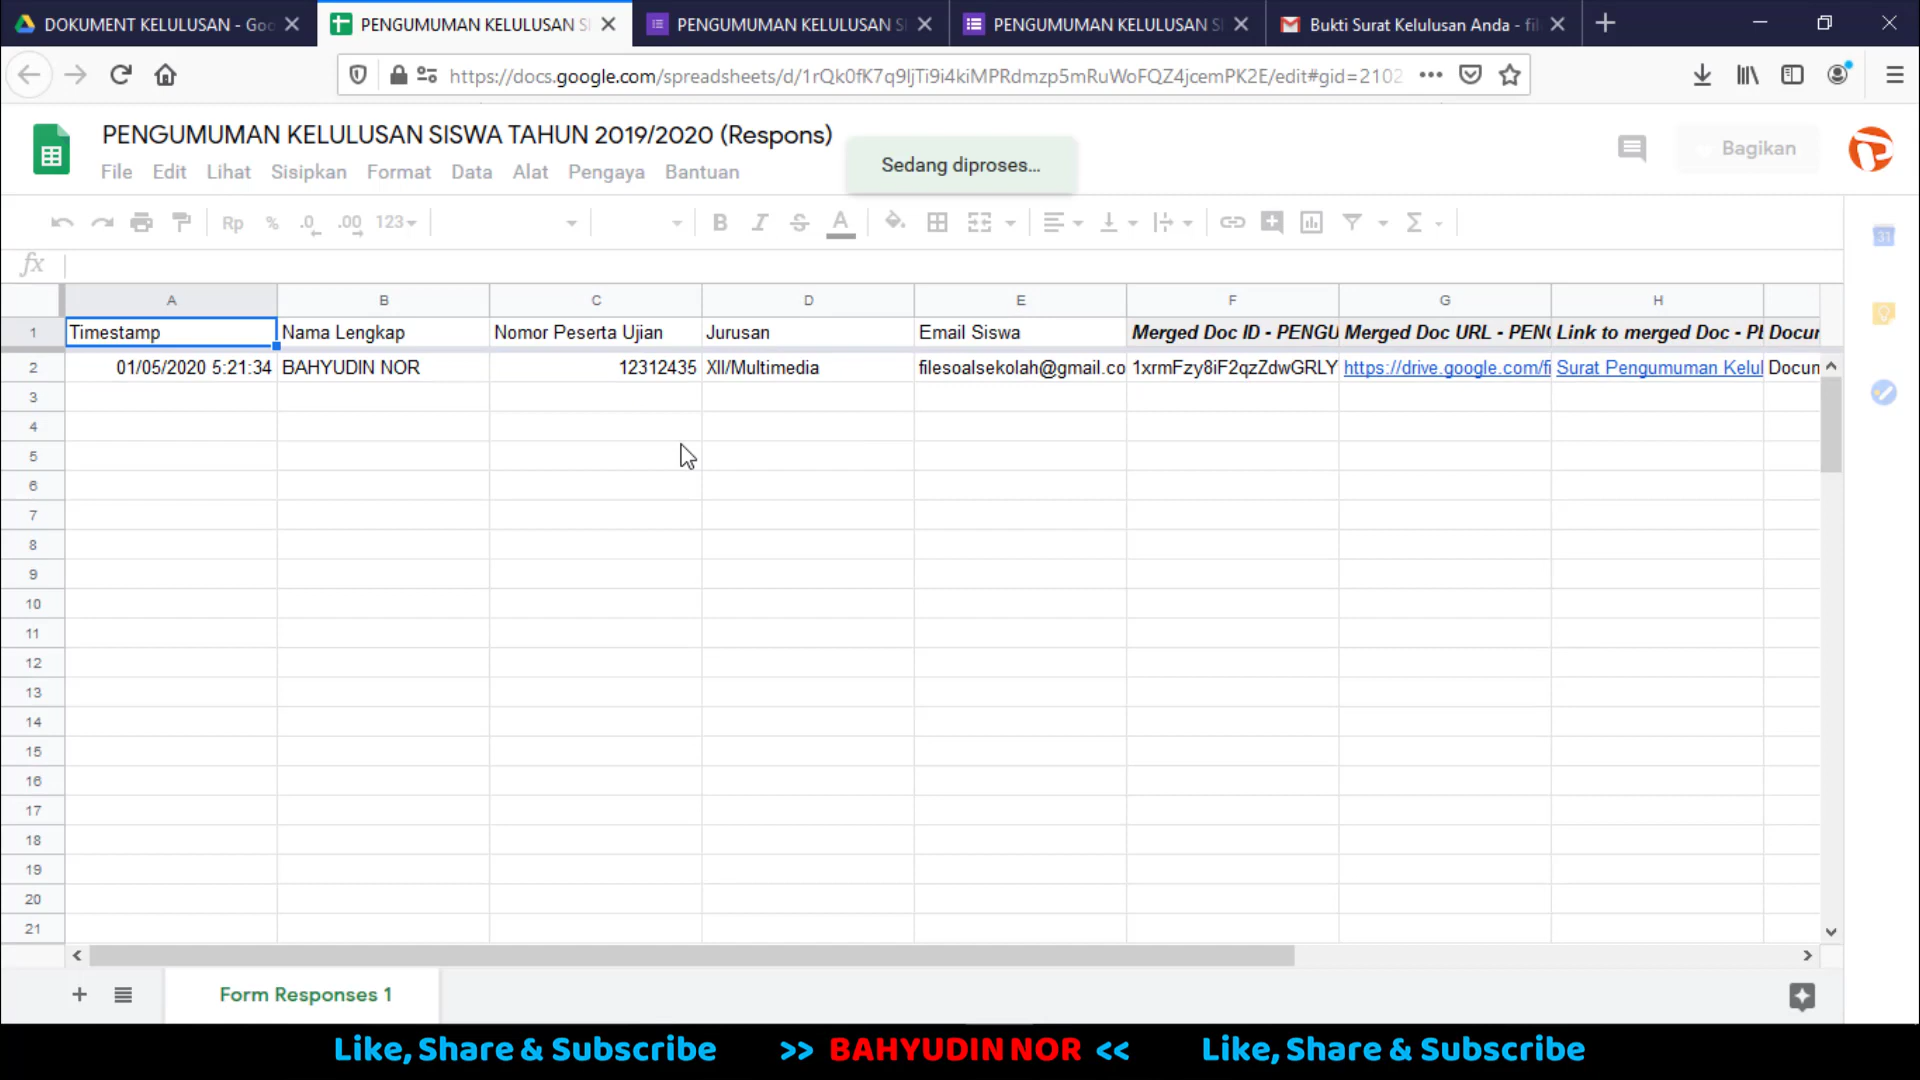 DOKUMENT KELULUSAN - Goo
PENGUMUMAN KELULUSAN SI
PENGUMUMAN KELULUSAN S
PENGUMUMAN KELULUSAN S
Bukti Surat Kelulusan Anda - fil
https://docs.google.com/spreadsheets/d/1rQk0fK7q9IjTi9i4kiMPRdmzp5mRuWoFQZ4jcemPK2E/edit#gid=2102
PENGUMUMAN KELULUSAN SISWA TAHUN 2019/2020 (Respons)
Sedang diproses...
Bagikan
File Edit Lihat Sisipkan Format Data Alat Pengaya Bantuan
Rp % .0 .00 123
B I S A
31
fx
A B C D E F G H
1 Timestamp Nama Lengkap Nomor Peserta Ujian Jurusan Email Siswa Merged Doc ID - PENGU Merged Doc URL - PEN Link to merged Doc - PE Docun
2 01/05/2020 5:21:34 BAHYUDIN NOR 12312435 XII/Multimedia filesoalsekolah@gmail.co 1xrmFzy8iF2qzZdwGRLY https://drive.google.com/fi Surat Pengumuman Kelul Docun
3
4
5
6
7
8
9
10
11
12
13
14
15
16
17
18
19
20
21
Form Responses 1
Like, Share & Subscribe >> BAHYUDIN NOR << Like, Share & Subscribe